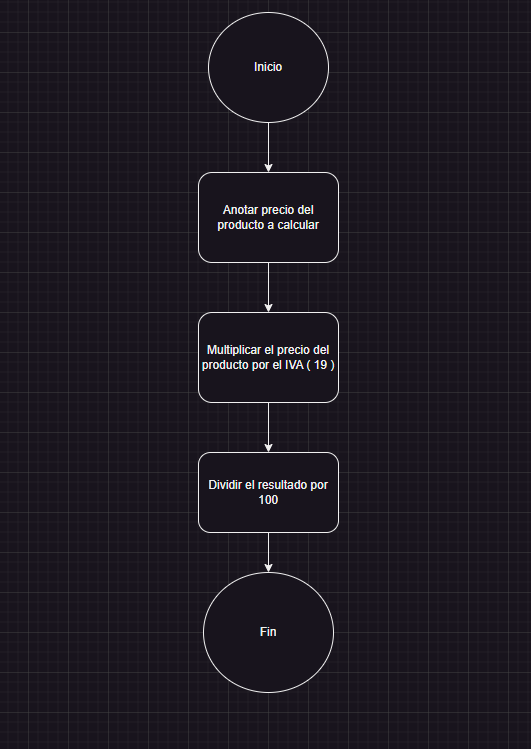 Inicio
Anotar precio del
producto a calcular
Multiplicar el precio del
producto por el IVA ( 19 )
Dividir el resultado por
100
Fin